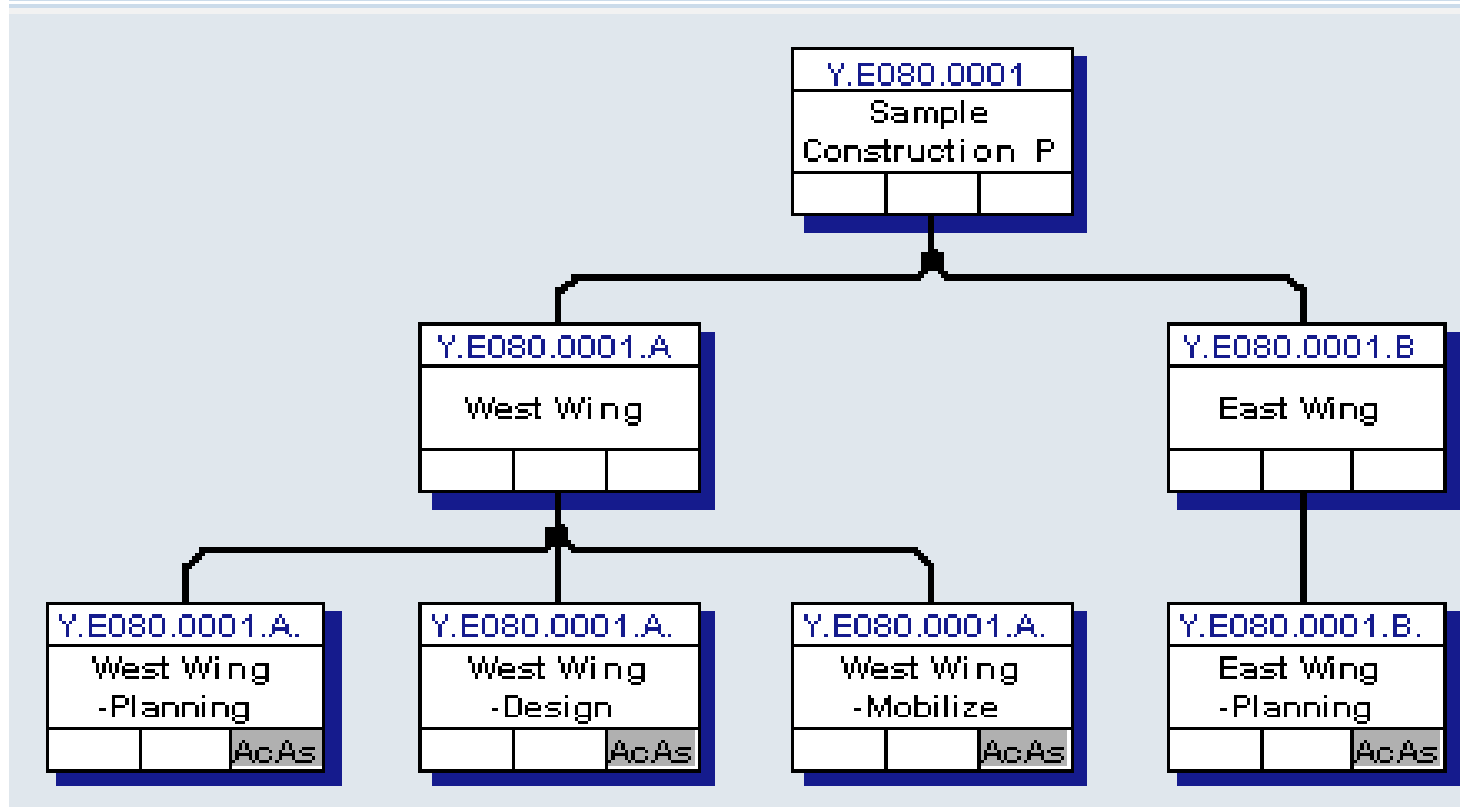 Y.E080.0001
Sample
Construction P
Y.E080.0001.A
West Wing
Y.E080.0001.B
East Wing
Y.E080.0001.A.
West Wing
-Planning
AcAs
Y.E080.0001.A.
West Wing
-Design
AcAs
Y.E080.0001.A.
West Wing
-Mobilize
AcAs
Y.E080.0001.B.
East Wing
-Planning
AcAs